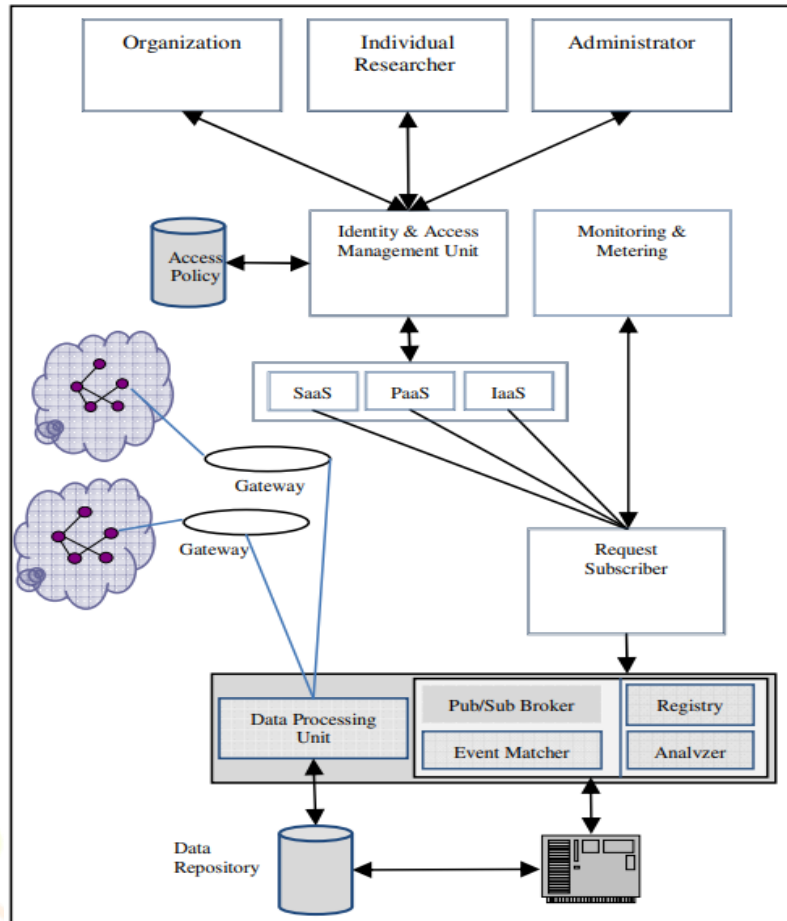 Organization
Individual
Researcher
Administrator
Identity & Access
Management Unit
Monitoring &
Metering
Access
Policy
SaaS
PaaS
IaaS
Gateway
Gateway
Request
Subscriber
Data Processing
Unit
Pub/Sub Broker
Registry
Event Matcher
Analvzer
Data
Repository